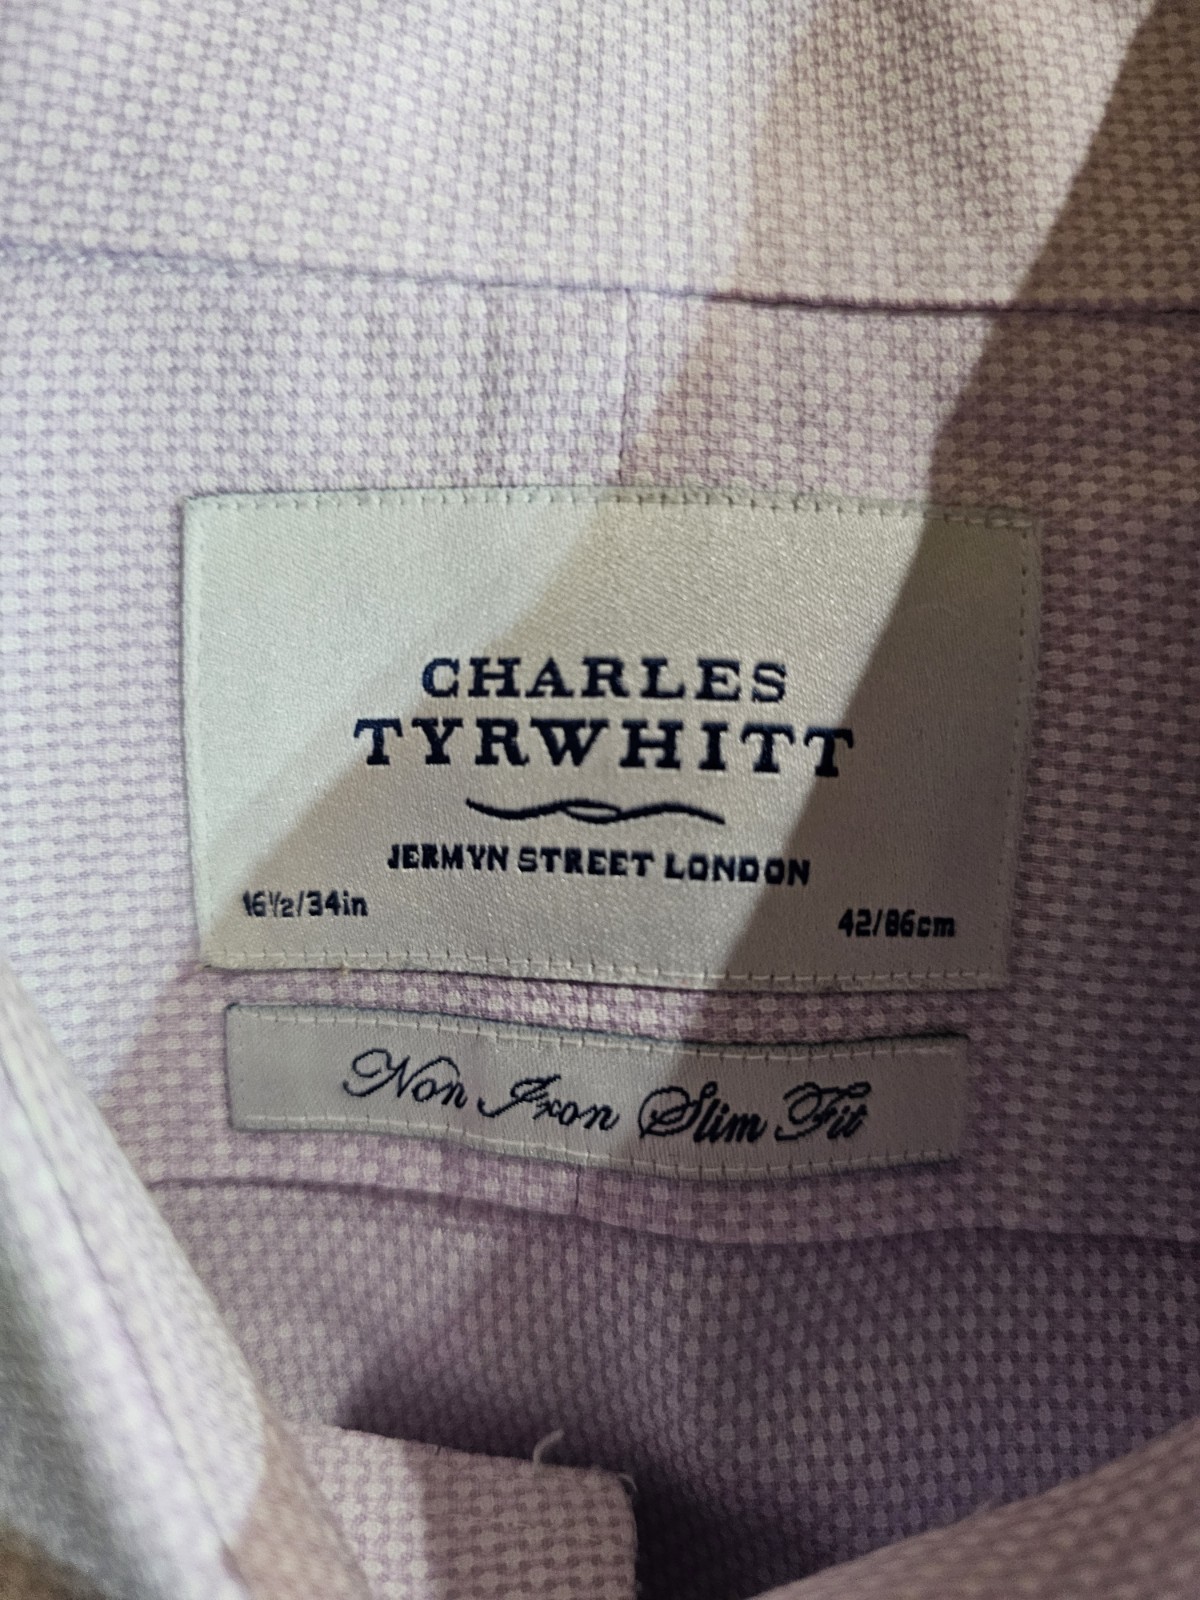 CHARLES
TYRWHITT
JERMYN STREET LONDON
16½/34in
42/86cm
Non Iron Slim Fit